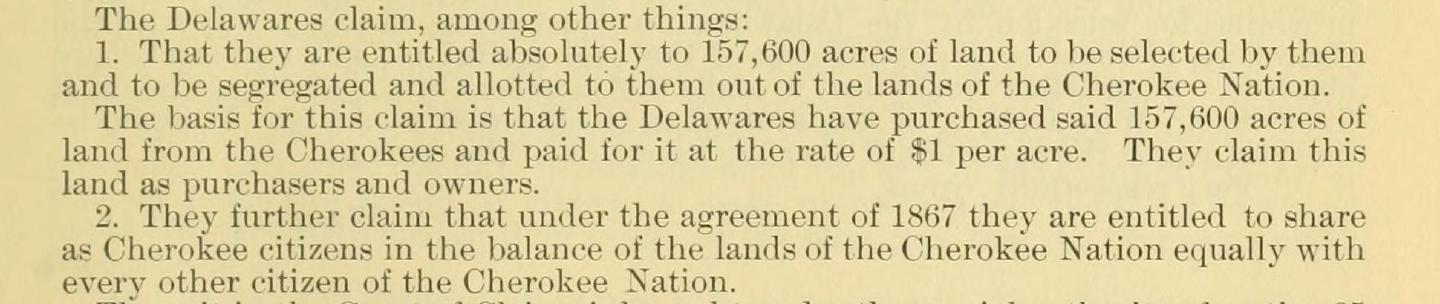 The Delawares claim, among other things:
1. That they are entitled absolutely to 157,600 acres of land to be selected by them
and to be segregated and allotted to them out of the lands of the Cherokee Nation.
The basis for this claim is that the Delawares have purchased said 157,600 acres of
land from the Cherokees and paid for it at the rate of $1 per acre. They claim this
land as purchasers and owners.
2. They further claim that under the agreement of 1867 they are entitled to share
as Cherokee citizens in the balance of the lands of the Cherokee Nation equally with
every other citizen of the Cherokee Nation.